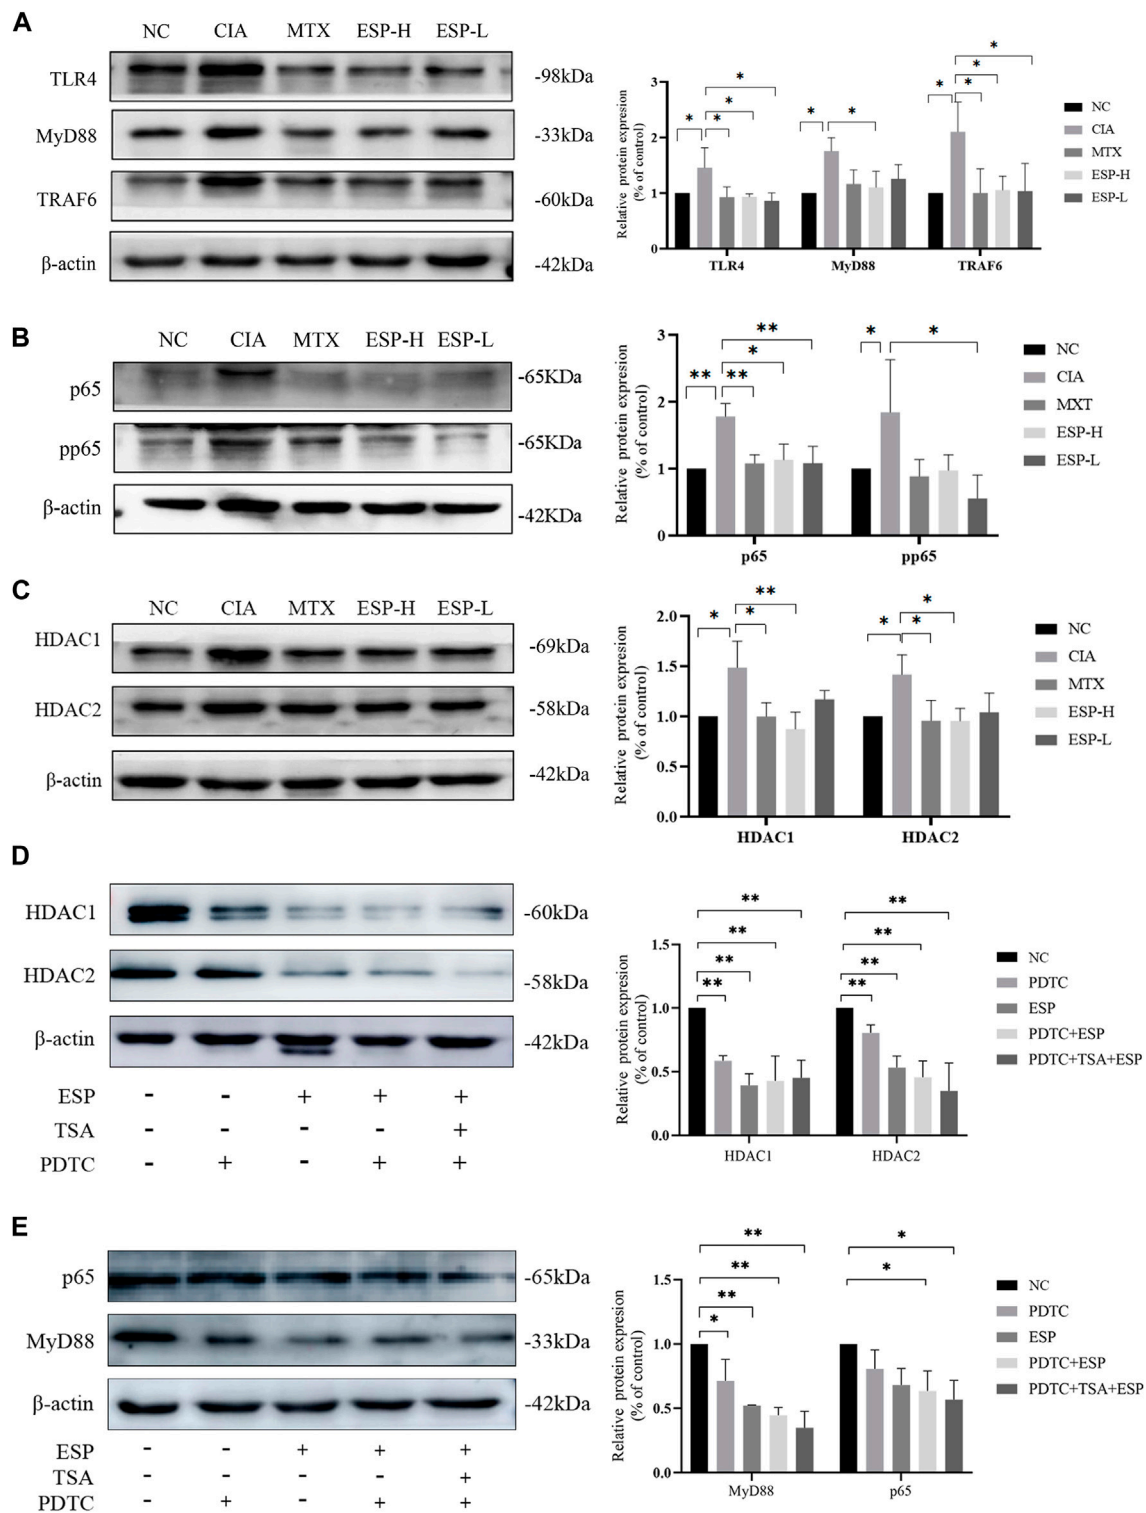 A
NC CIA MTX ESP-H ESP-L
TLR4 -98kDa
MyD88 -33kDa
TRAF6 -60kDa
β-actin -42kDa
Relative protein expresion
(% of control)
3
2
1
0
* * * * * * * * * *
TLR4 MyD88 TRAF6
NC
CIA
MTX
ESP-H
ESP-L
B
NC CIA MTX ESP-H ESP-L
p65 -65KDa
pp65 -65KDa
β-actin -42KDa
Relative protein expresion
(% of control)
3
2
1
0
** ** * ** * *
p65 pp65
NC
CIA
MXT
ESP-H
ESP-L
C
NC CIA MTX ESP-H ESP-L
HDAC1 -69kDa
HDAC2 -58kDa
β-actin -42kDa
Relative protein expresion
(% of control)
2.0
1.5
1.0
0.5
0.0
* * ** * * *
HDAC1 HDAC2
NC
CIA
MTX
ESP-H
ESP-L
D
HDAC1 -60kDa
HDAC2 -58kDa
β-actin -42kDa
ESP - - + + +
TSA - - - - +
PDTC - + - + +
Relative protein expresion
(% of control)
1.5
1.0
0.5
0.0
** **
** **
** **
** **
HDAC1 HDAC2
NC
PDTC
ESP
PDTC+ESP
PDTC+TSA+ESP
E
p65 -65kDa
MyD88 -33kDa
β-actin -42kDa
ESP - - + + +
TSA - - - - +
PDTC - + - + +
Relative protein expresion
(% of control)
1.5
1.0
0.5
0.0
** *
** *
**
*
MyD88 p65
NC
PDTC
ESP
PDTC+ESP
PDTC+TSA+ESP